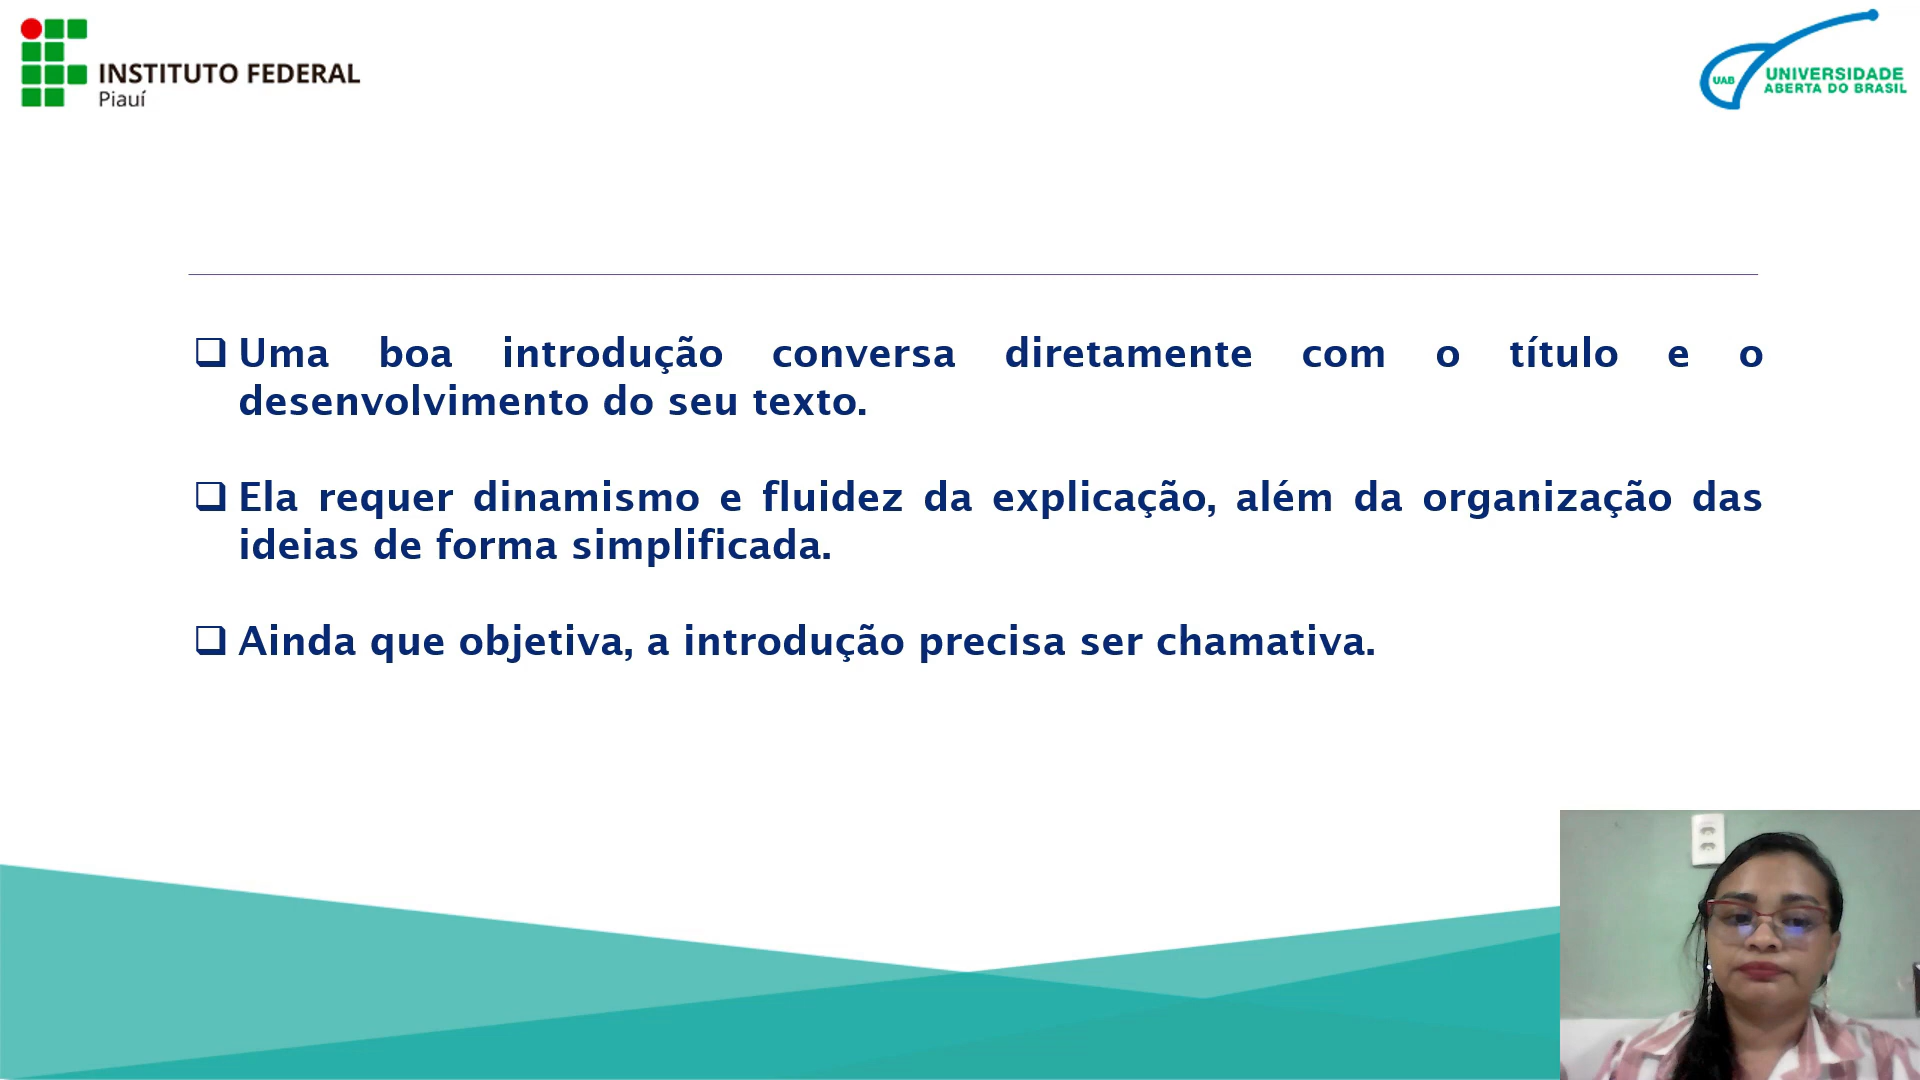 INSTITUTO FEDERAL
Piauí
UAB
UNIVERSIDADE
ABERTA DO BRASIL
Uma boa introdução conversa diretamente com o título e o
desenvolvimento do seu texto.
Ela requer dinamismo e fluidez da explicação, além da organização das
ideias de forma simplificada.
Ainda que objetiva, a introdução precisa ser chamativa.